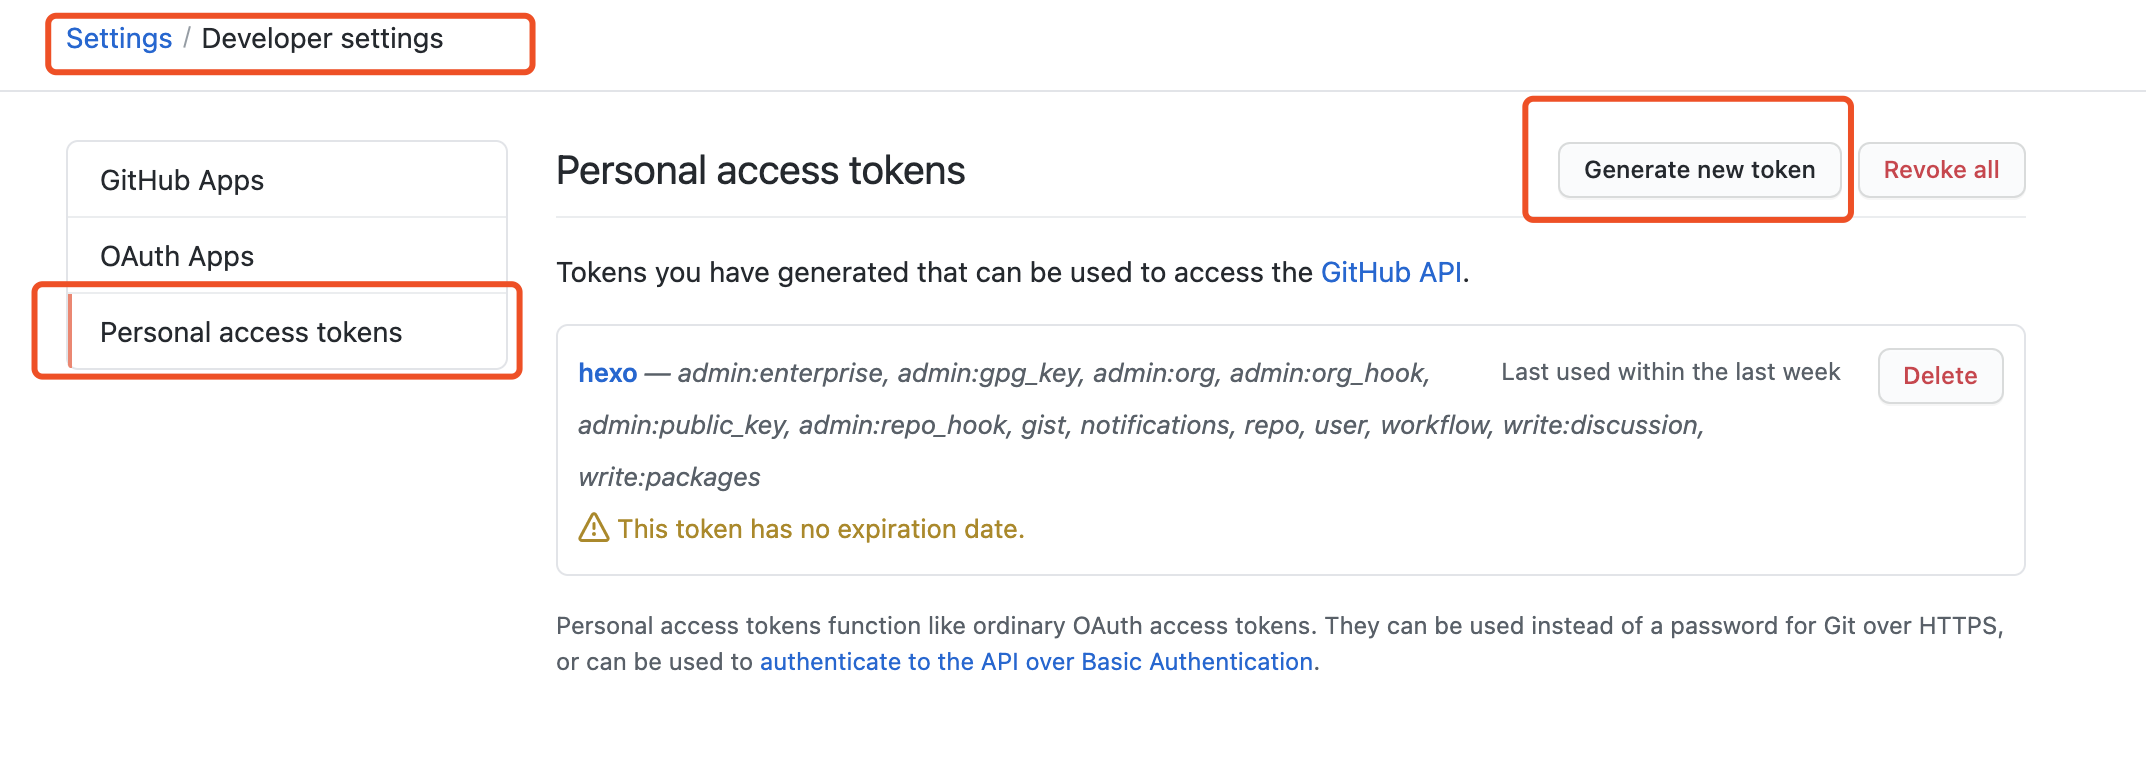 Settings / Developer settings
GitHub Apps
OAuth Apps
Personal access tokens
Personal access tokens
Generate new token
Revoke all
Tokens you have generated that can be used to access the GitHub API.
hexo — admin:enterprise, admin:gpg_key, admin:org, admin:org_hook,
admin:public_key, admin:repo_hook, gist, notifications, repo, user, workflow, write:discussion,
write:packages
Last used within the last week
Delete
This token has no expiration date.
Personal access tokens function like ordinary OAuth access tokens. They can be used instead of a password for Git over HTTPS,
or can be used to authenticate to the API over Basic Authentication.